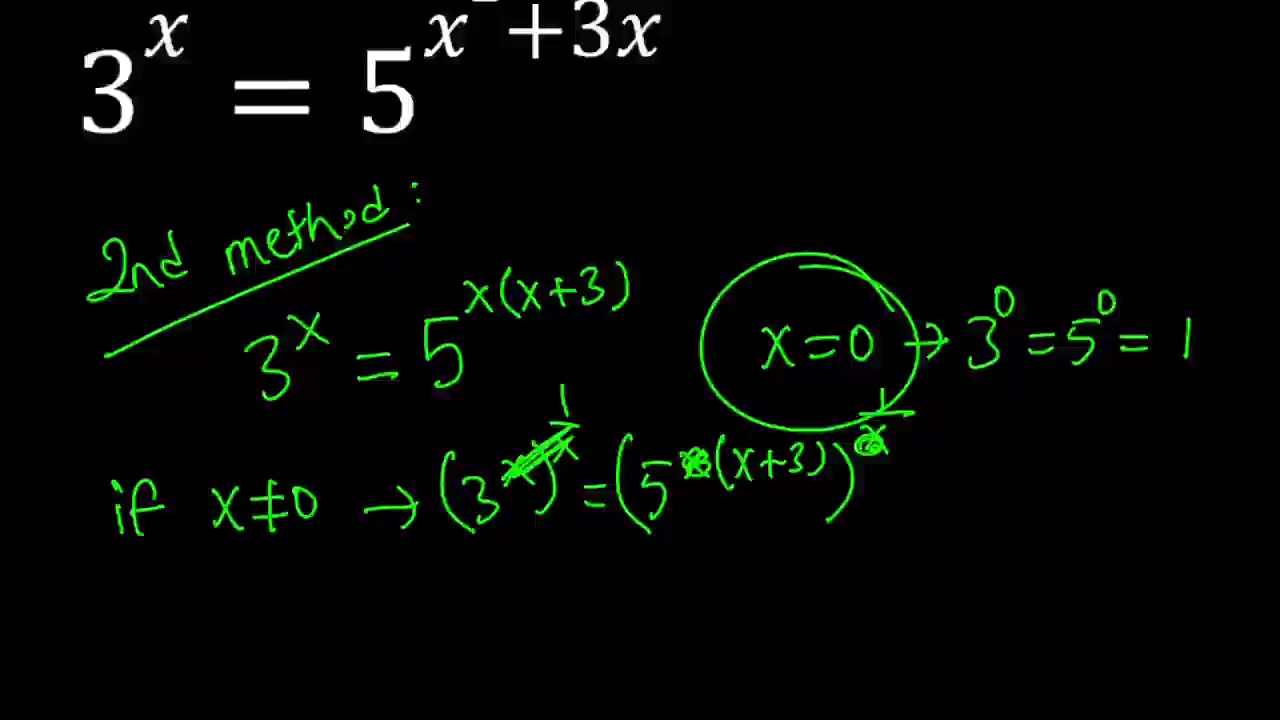 3^x = 5^(x²+3x)
2nd method:
3^x = 5^x(x+3) x=0 → 3^0 = 5^0 = 1
if x≠0 → (3^x)^(1/x) = (5^x(x+3))^(1/x)